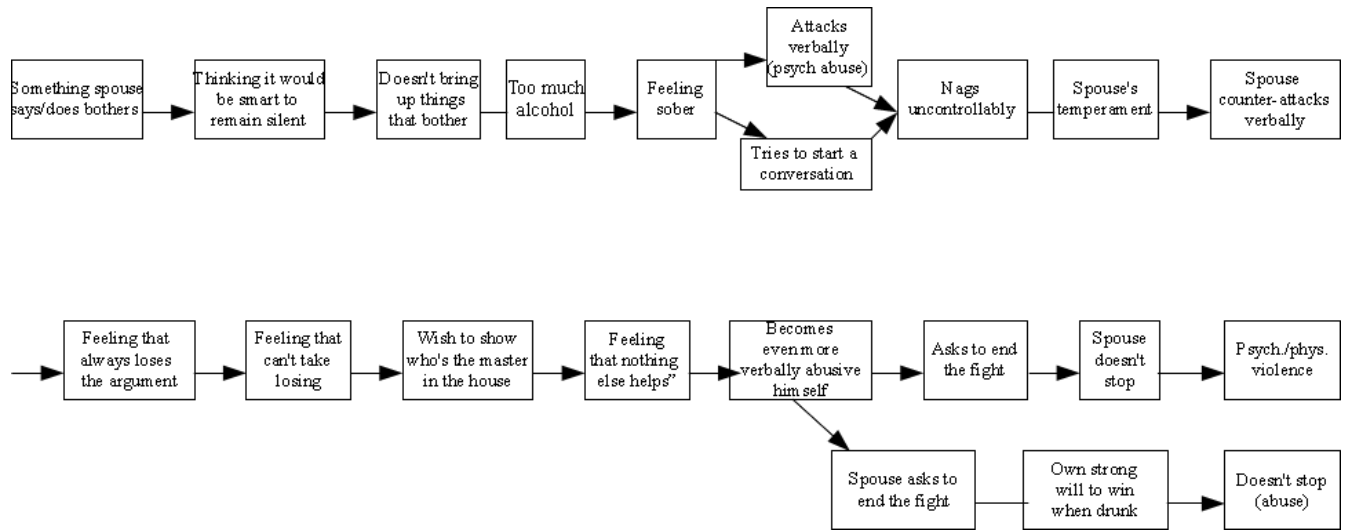 Something spouse
says/does bothers
Thinking it would
be smart to
remain silent
Doesn't bring
up things
that bother
Too much
alcohol
Feeling
sober
Attacks
verbally
(psych abuse)
Tries to start a
conversation
Nags
uncontrollably
Spouse's
temperament
Spouse
counter-attacks
verbally
Feeling that
always loses
the argument
Feeling that
can't take
losing
Wish to show
who's the master
in the house
Feeling
that nothing
else helps”
Becomes
even more
verbally abusive
himself
Asks to end
the fight
Spouse
doesn't
stop
Psych./phys.
violence
Spouse asks to
end the fight
Own strong
will to win
when drunk
Doesn't stop
(abuse)